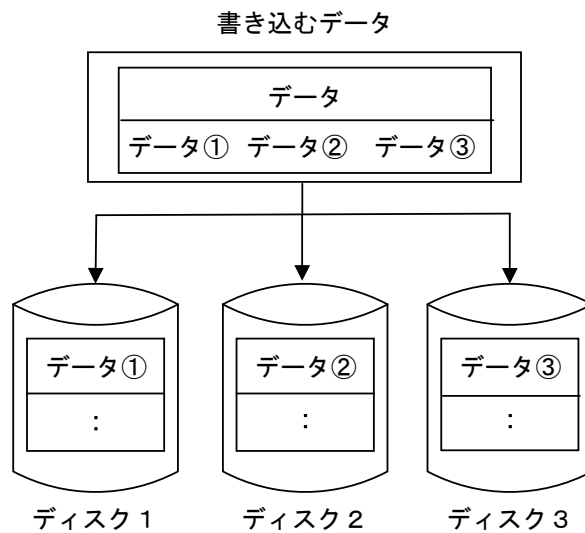 書き込むデータ
データ
データ① データ② データ③
データ① データ② データ③
: : :
ディスク1 ディスク2 ディスク3